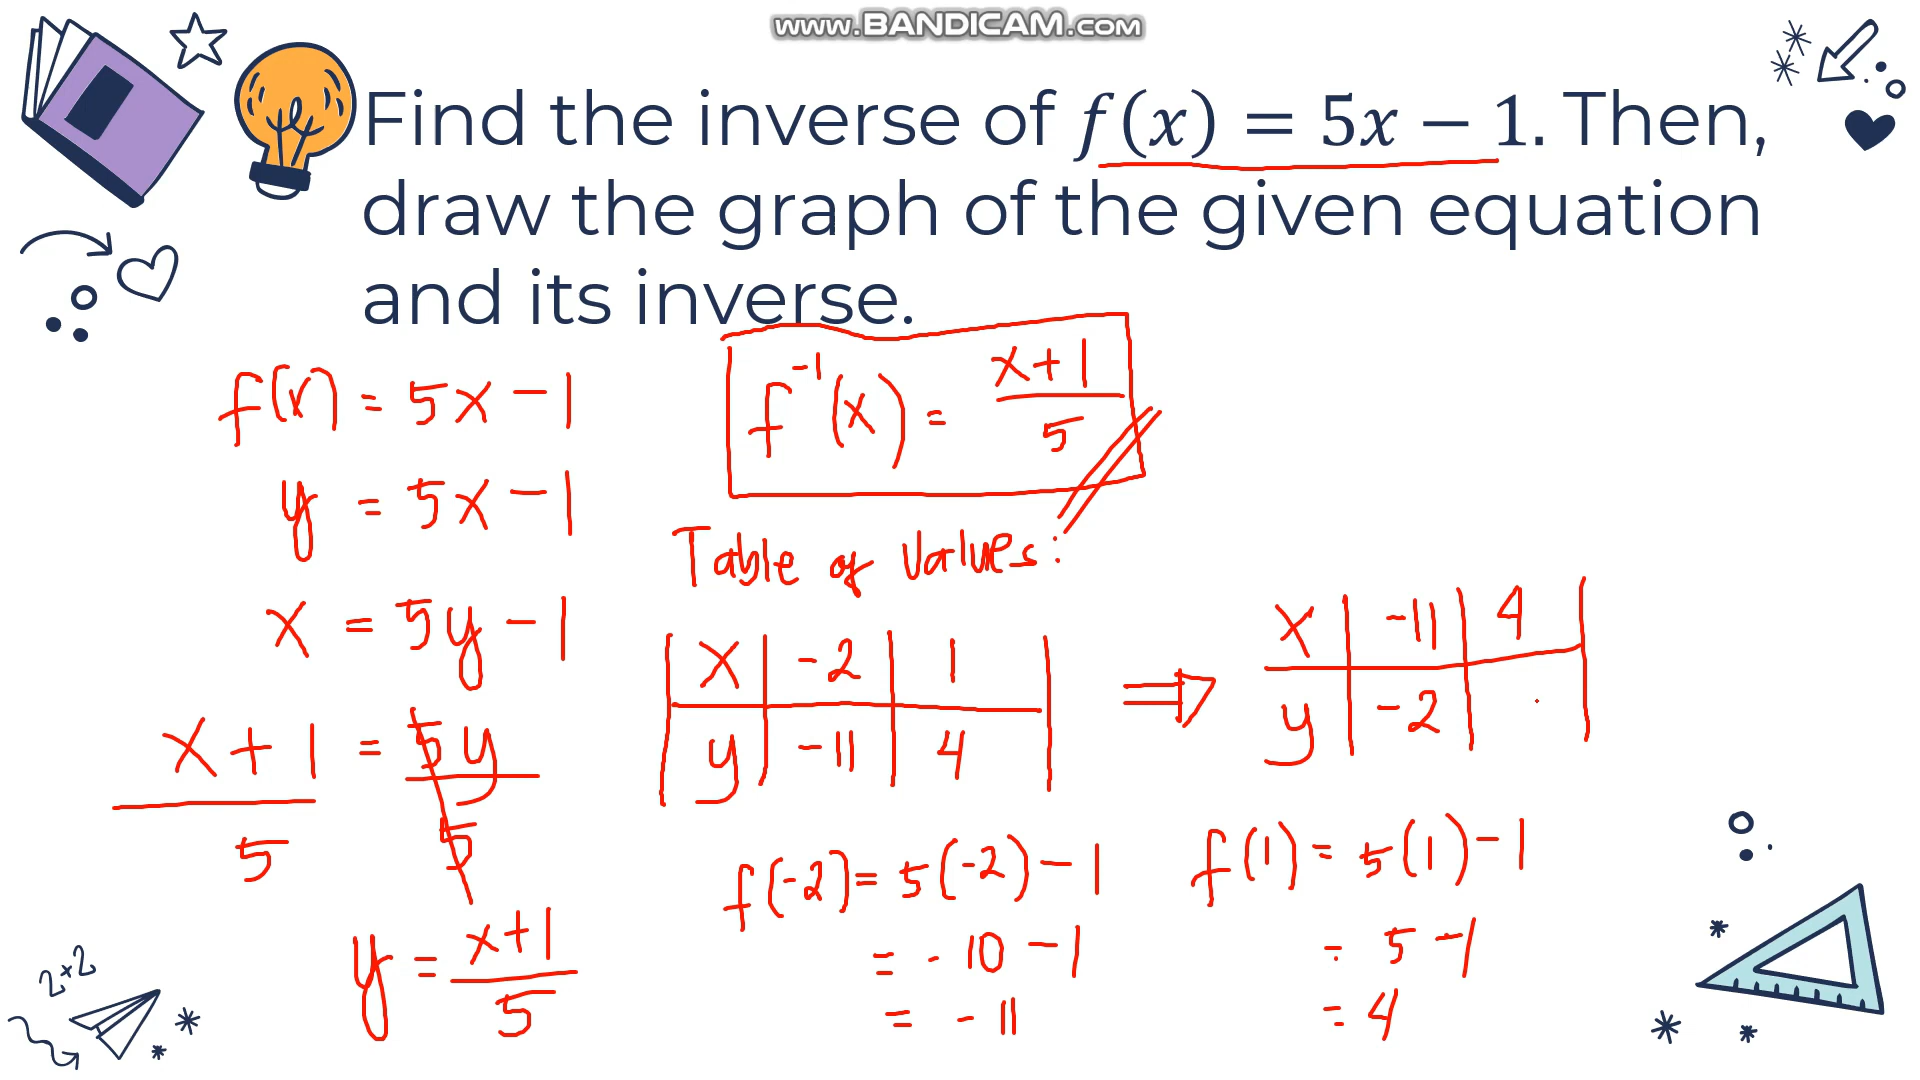 www.BANDICAM.com
Find the inverse of f(x) = 5x − 1. Then,
draw the graph of the given equation
and its inverse.
f(x) = 5x - 1
y = 5x - 1
x = 5y - 1
x + 1 = 5y
5 5
y = x+1
5
f⁻¹(x) = x+1
5
Table of Values:
x -2 1
y -11 4
⇒
x -11 4
y -2
f(-2) = 5(-2) - 1
= -10 - 1
= -11
f(1) = 5(1) - 1
= 5 - 1
= 4
2×2